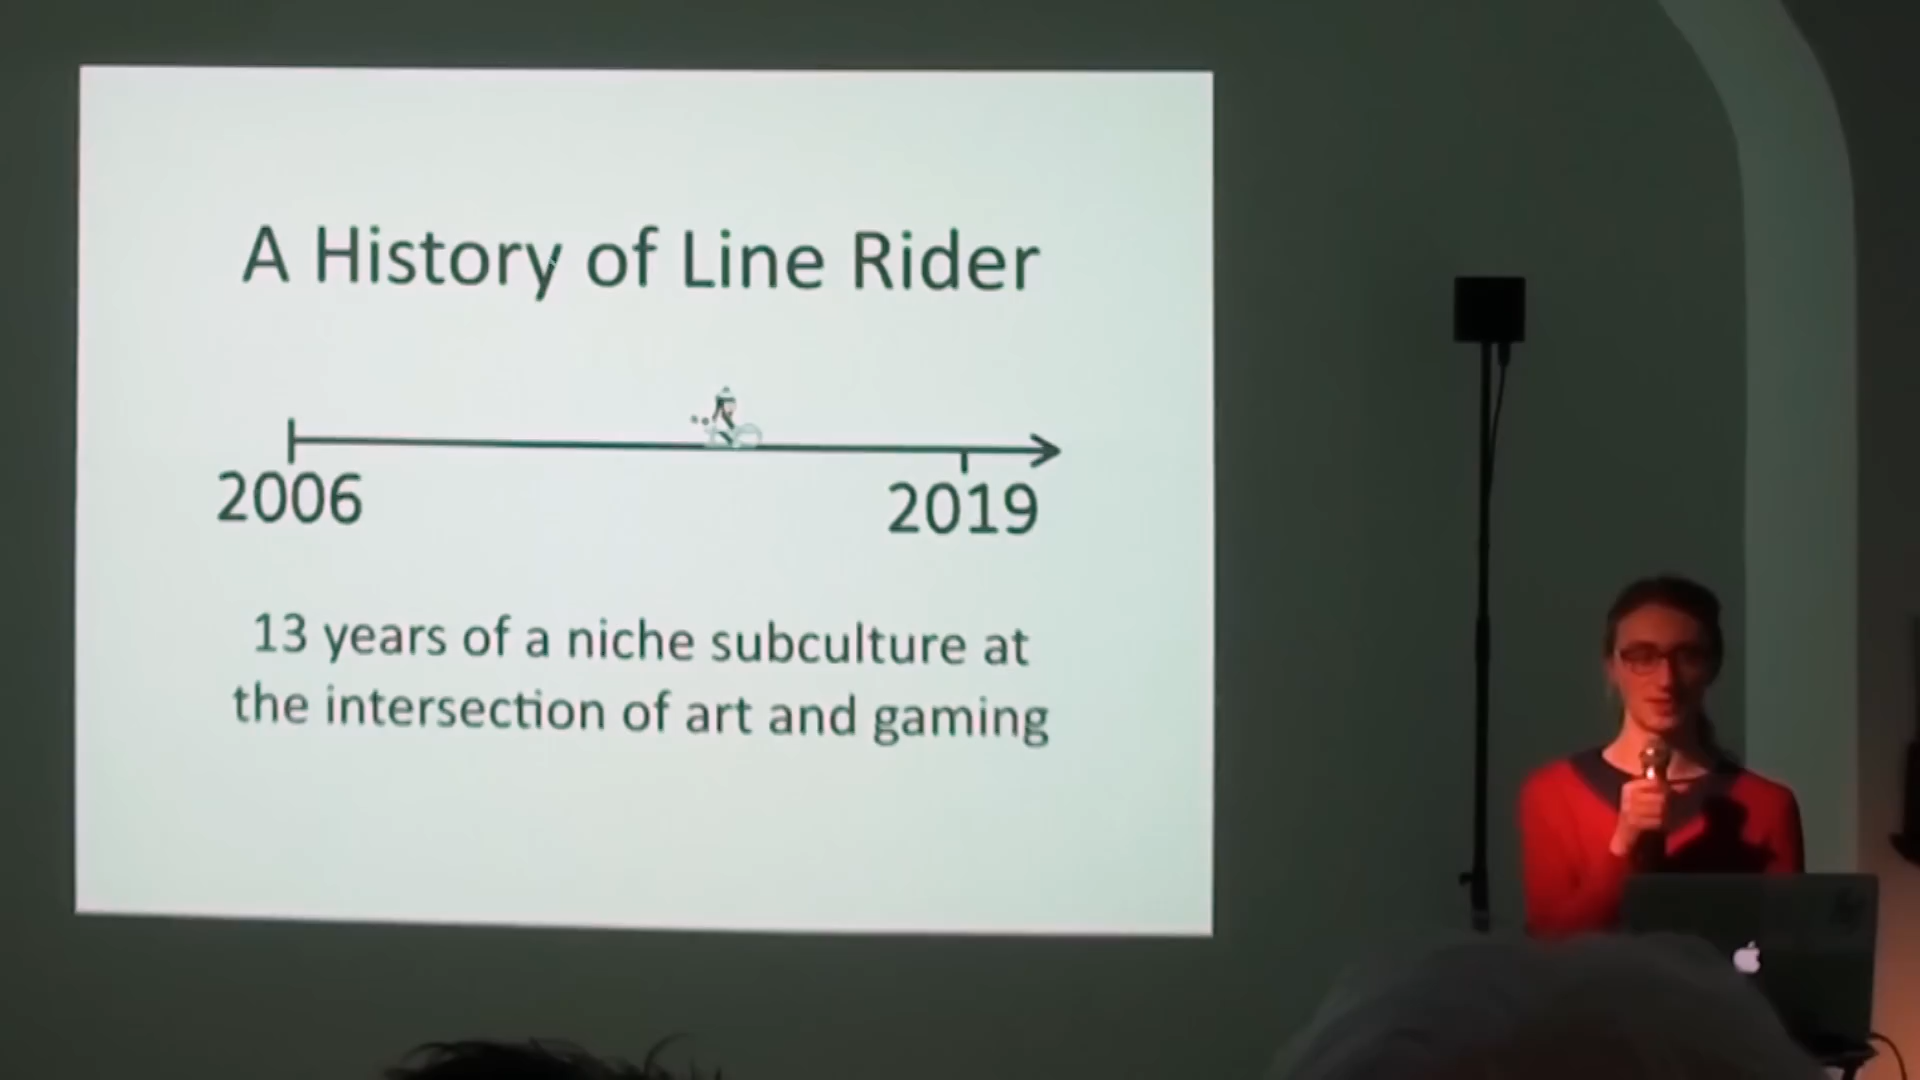 A History of Line Rider
2006
2019
13 years of a niche subculture at
the intersection of art and gaming